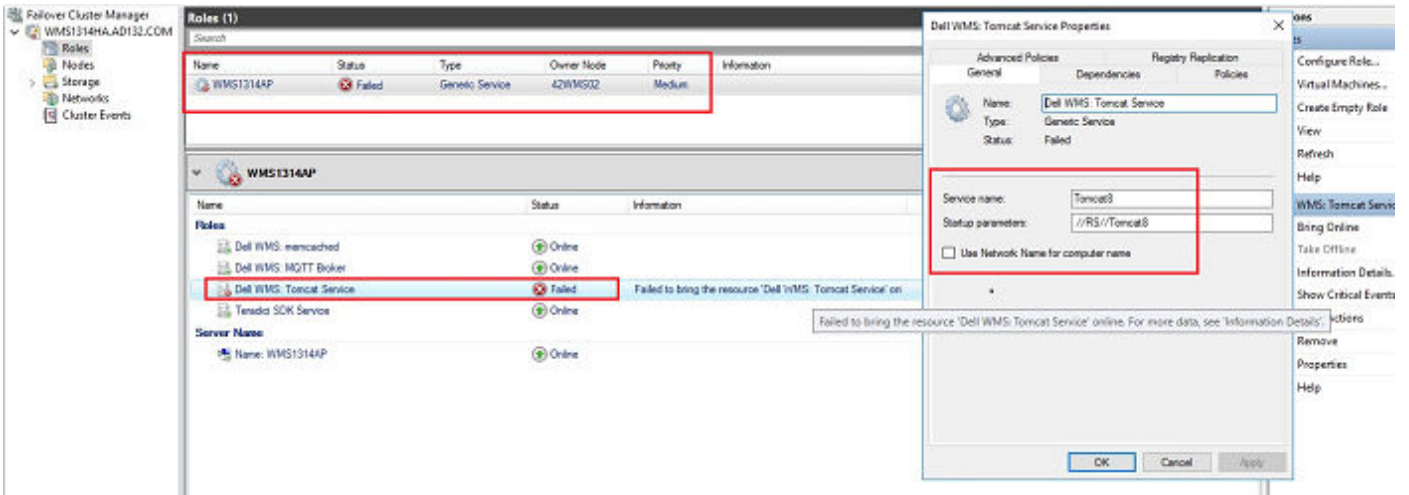 Failover Cluster Manager
WMS1314HA.AD132.COM
Roles
Nodes
Storage
Networks
Cluster Events
Roles (1)
Search
Name Status Type Owner Node Priority Information
WMS1314AP Failed Generic Service 42WMS02 Medium
WMS1314AP
Name Status Information
Roles
Dell WMS: memcached Online
Dell WMS: MQTT Broker Online
Dell WMS: Tomcat Service Failed Failed to bring the resource 'Dell WMS: Tomcat Service' on
Teradici SDK Service Online
Server Name
Name: WMS1314AP Online
Dell WMS: Tomcat Service Properties
Advanced Policies Registry Replication
General Dependencies Policies
Name: Dell WMS: Tomcat Service
Type: Generic Service
Status: Failed
Service name: Tomcat8
Startup parameters: //RS//Tomcat8
Use Network Name for computer name
Failed to bring the resource 'Dell WMS: Tomcat Service' online. For more data, see 'Information Details'.
OK Cancel Apply
ons
Configure Role...
Virtual Machines...
Create Empty Role
View
Refresh
Help
WMS: Tomcat Servic
Bring Online
Take Offline
Information Details.
Show Critical Events
ctions
Remove
Properties
Help